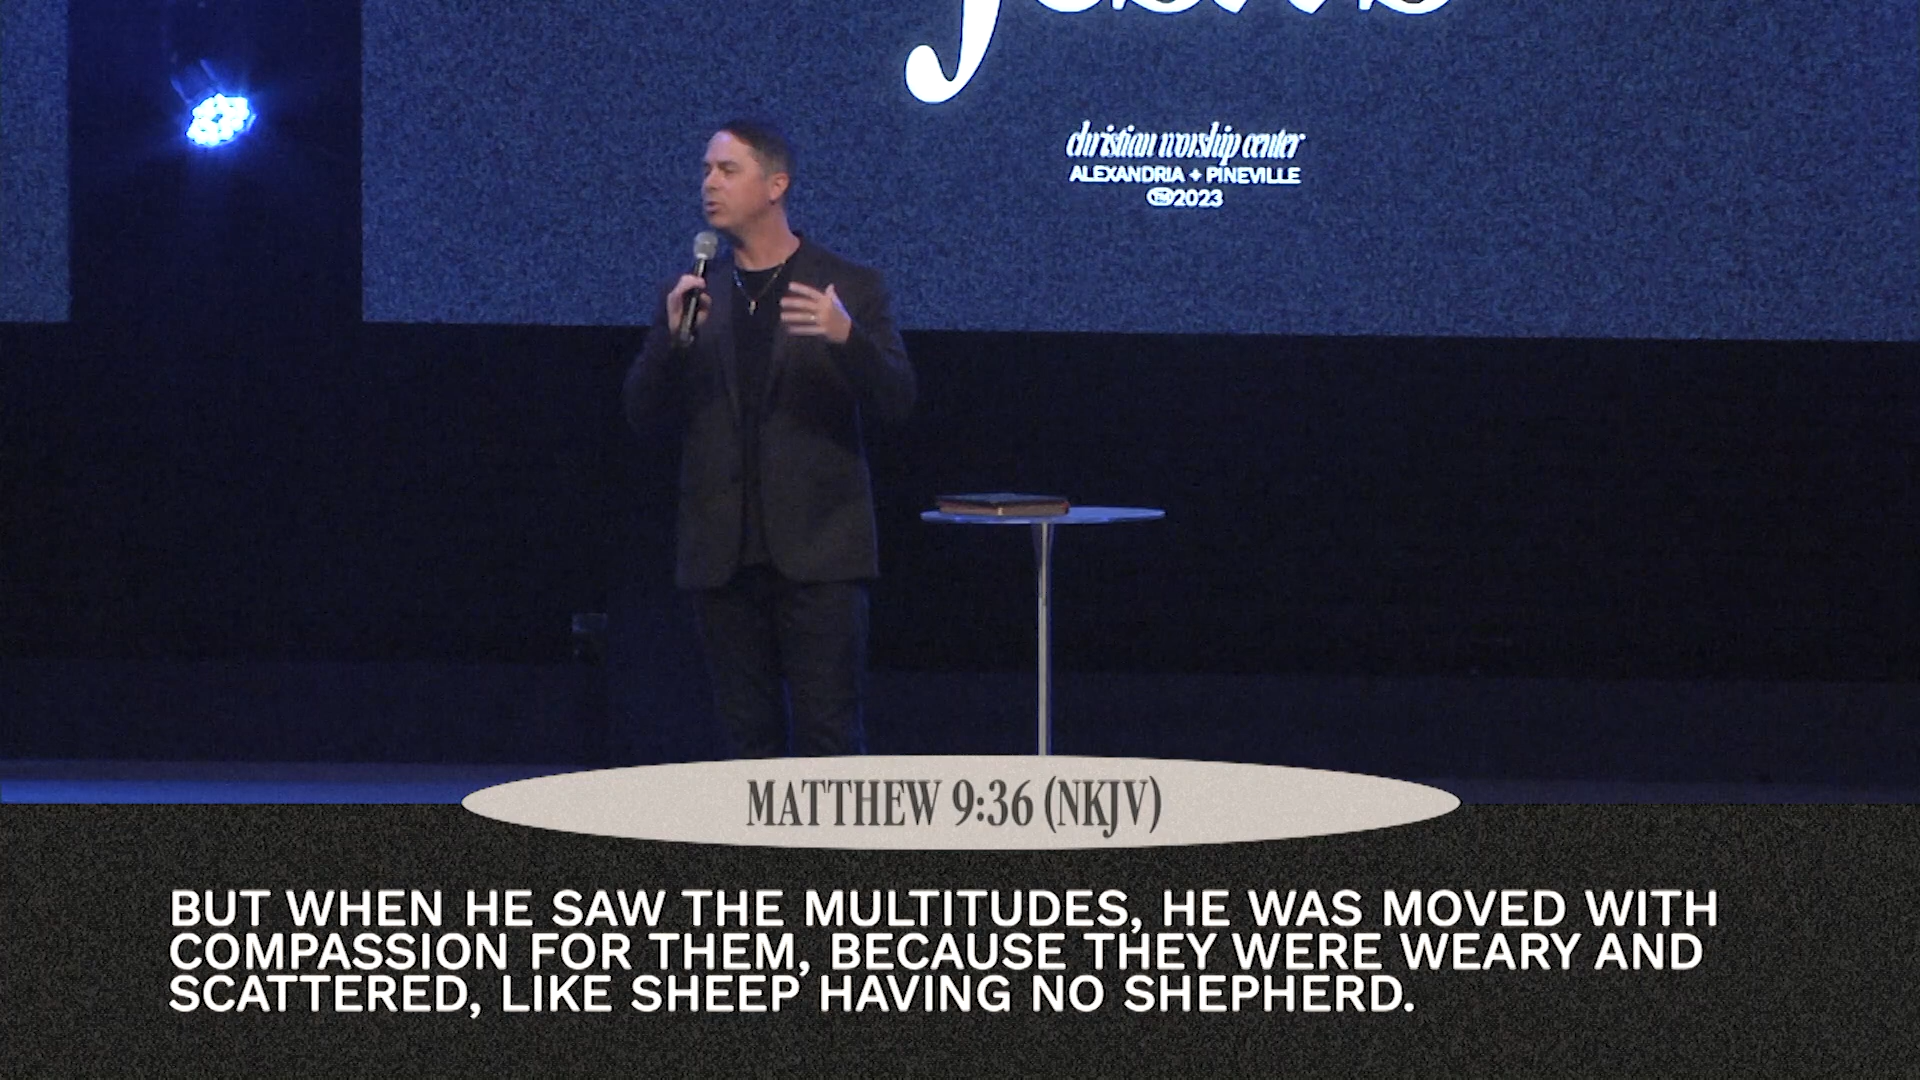 christian worship center
ALEXANDRIA + PINEVILLE
2023
MATTHEW 9:36 (NKJV)
BUT WHEN HE SAW THE MULTITUDES, HE WAS MOVED WITH
COMPASSION FOR THEM, BECAUSE THEY WERE WEARY AND
SCATTERED, LIKE SHEEP HAVING NO SHEPHERD.